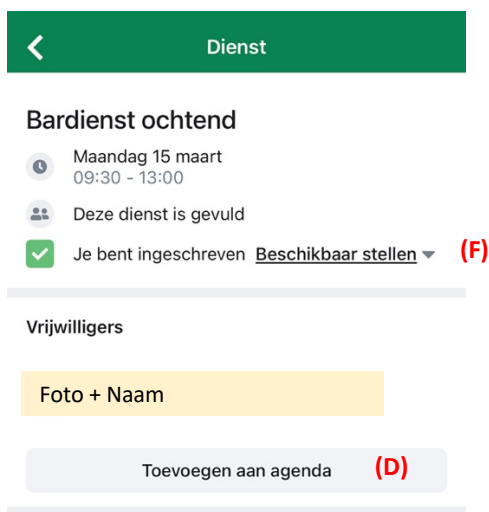 Dienst
Bardienst ochtend
Maandag 15 maart
09:30 - 13:00
Deze dienst is gevuld
Je bent ingeschreven Beschikbaar stellen (F)
Vrijwilligers
Foto + Naam
Toevoegen aan agenda (D)